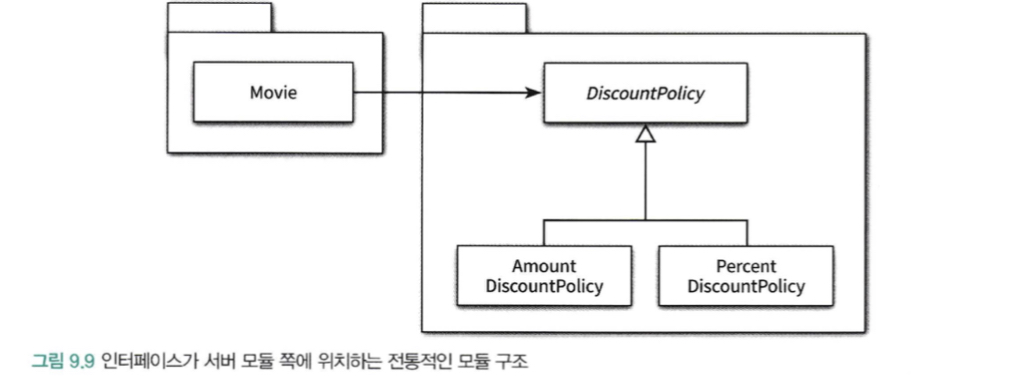 Movie
DiscountPolicy
Amount
DiscountPolicy
Percent
DiscountPolicy
그림 9.9 인터페이스가 서버 모듈 쪽에 위치하는 전통적인 모듈 구조